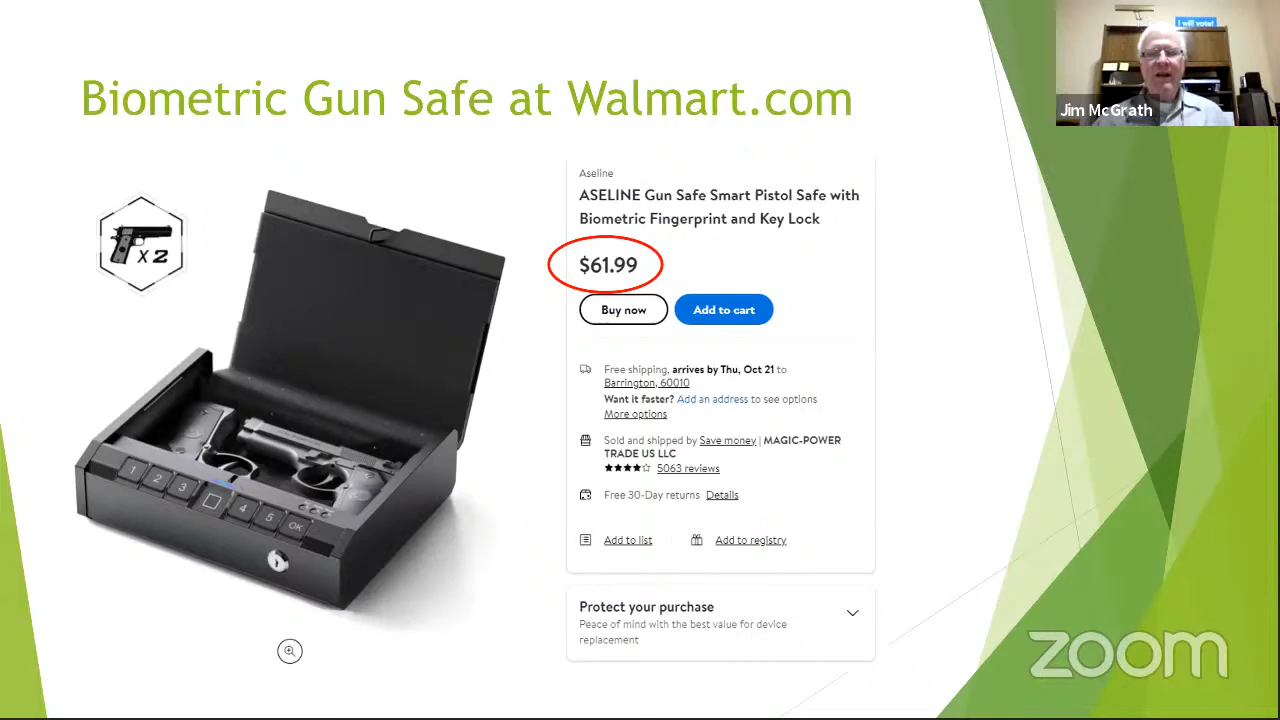 Biometric Gun Safe at Walmart.com
I will vote!
Jim McGrath
X2
1
2
3
4
5
OK
Aseline
ASELINE Gun Safe Smart Pistol Safe with
Biometric Fingerprint and Key Lock
$61.99
Buy now
Add to cart
Free shipping, arrives by Thu, Oct 21 to
Barrington, 60010
Want it faster? Add an address to see options
More options
Sold and shipped by Save money | MAGIC-POWER
TRADE US LLC
5063 reviews
Free 30-Day returns Details
Add to list
Add to registry
Protect your purchase
Peace of mind with the best value for device
replacement
zoom